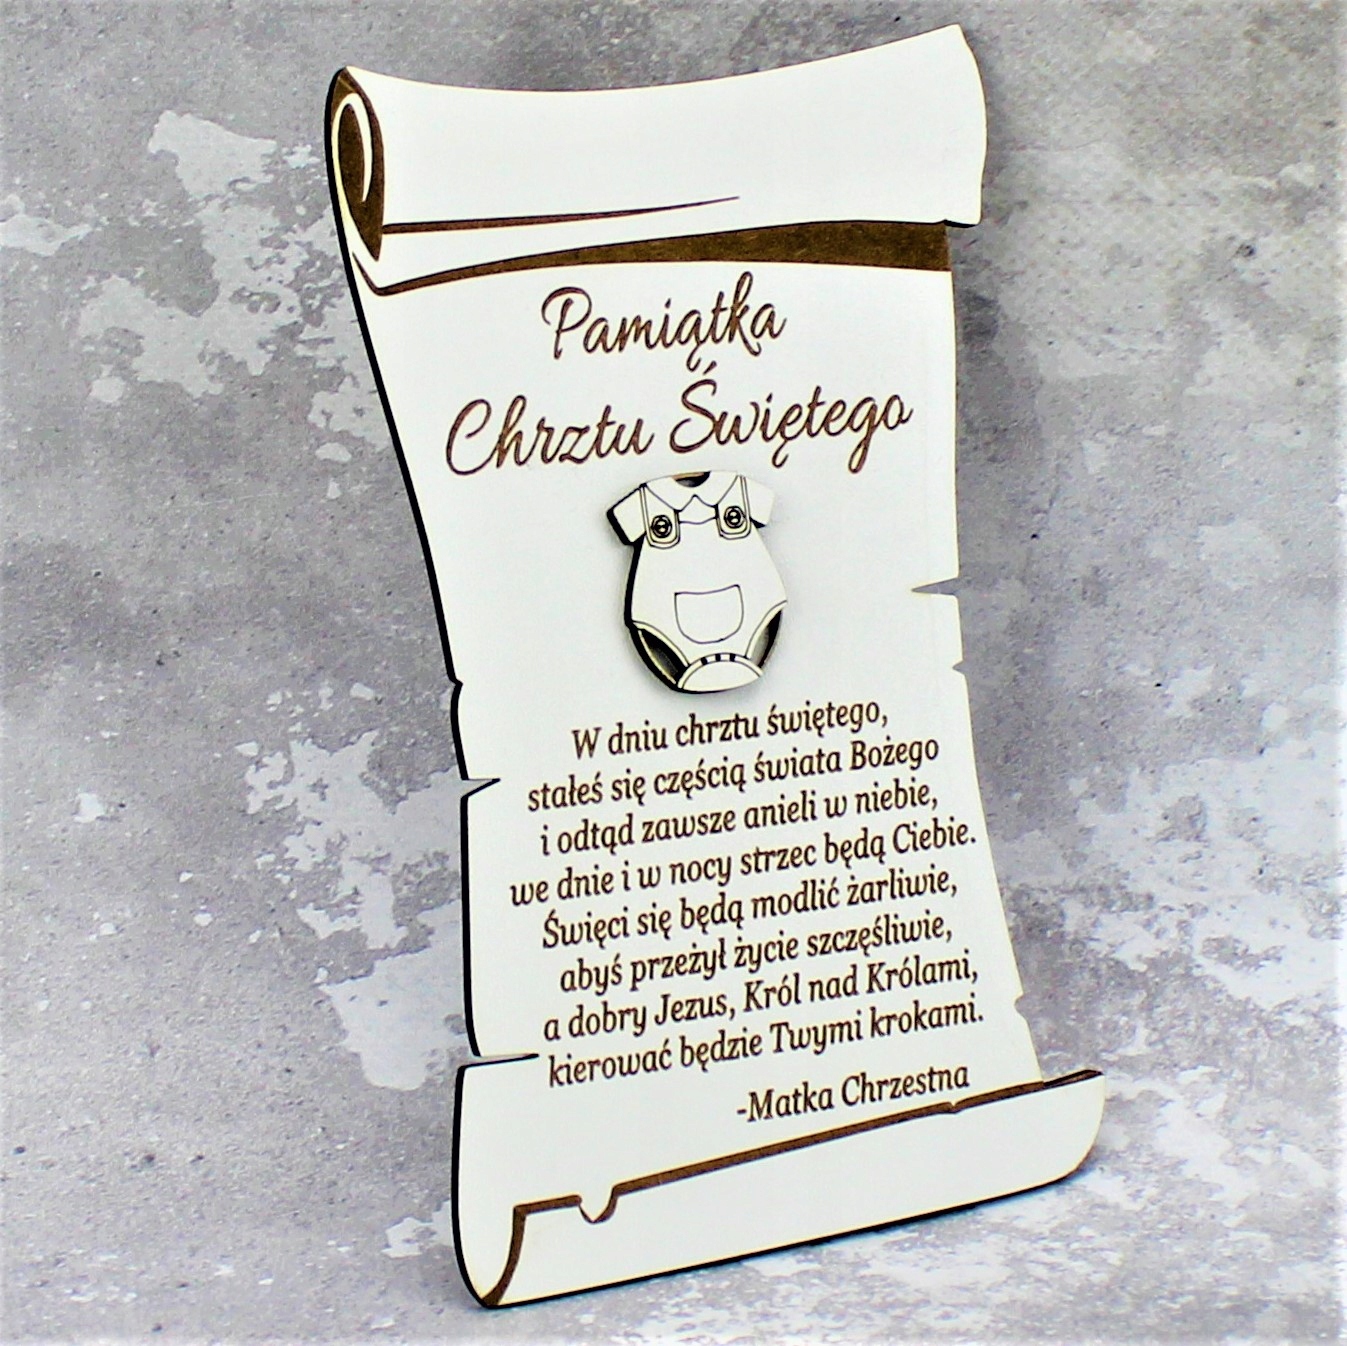 Pamiątka
Chrztu Świętego
W dniu chrztu świętego,
stałeś się częścią świata Bożego
i odtąd zawsze anieli w niebie,
we dnie i w nocy strzec będą Ciebie.
Święci się będą modlić żarliwie,
abyś przeżył życie szczęśliwie,
a dobry Jezus, Król nad Królami,
kierować będzie Twymi krokami.
-Matka Chrzestna